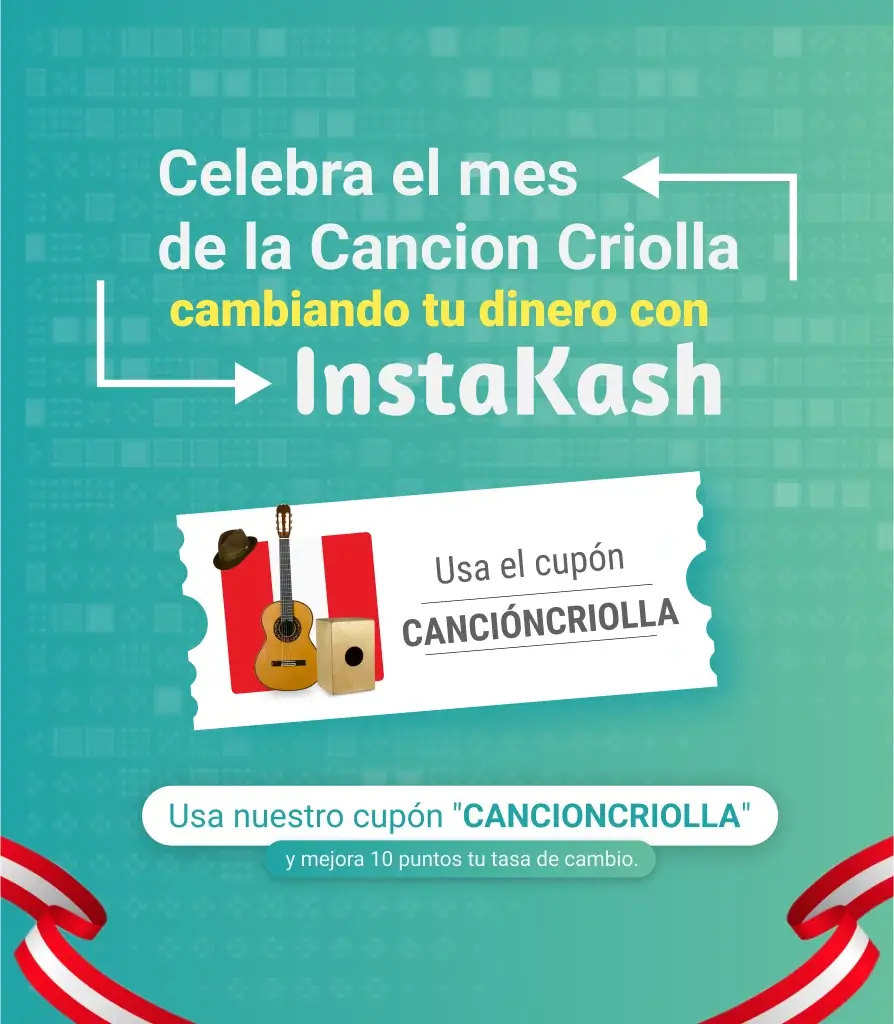 Celebra el mes
de la Cancion Criolla
cambiando tu dinero con
InstaKash
Usa el cupón
CANCIÓNCRIOLLA
Usa nuestro cupón "CANCIONCRIOLLA"
y mejora 10 puntos tu tasa de cambio.